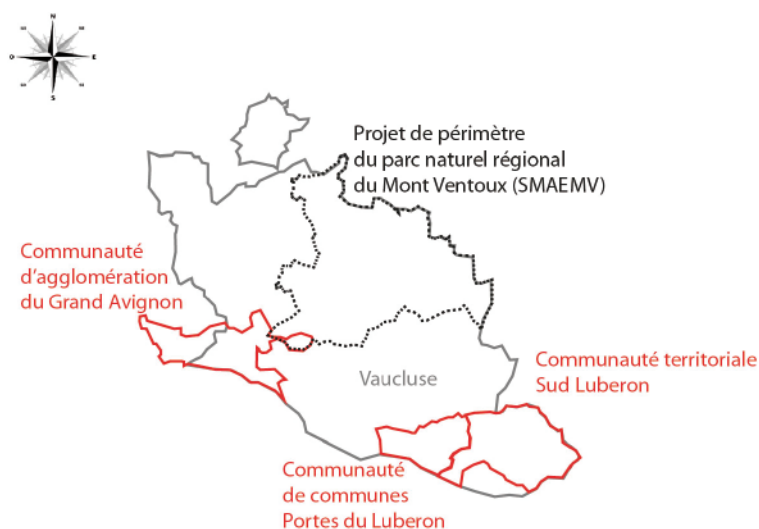 N
O
E
S
Projet de périmètre
du parc naturel régional
du Mont Ventoux (SMAEMV)
Communauté
d'agglomération
du Grand Avignon
Vaucluse
Communauté territoriale
Sud Luberon
Communauté
de communes
Portes du Luberon